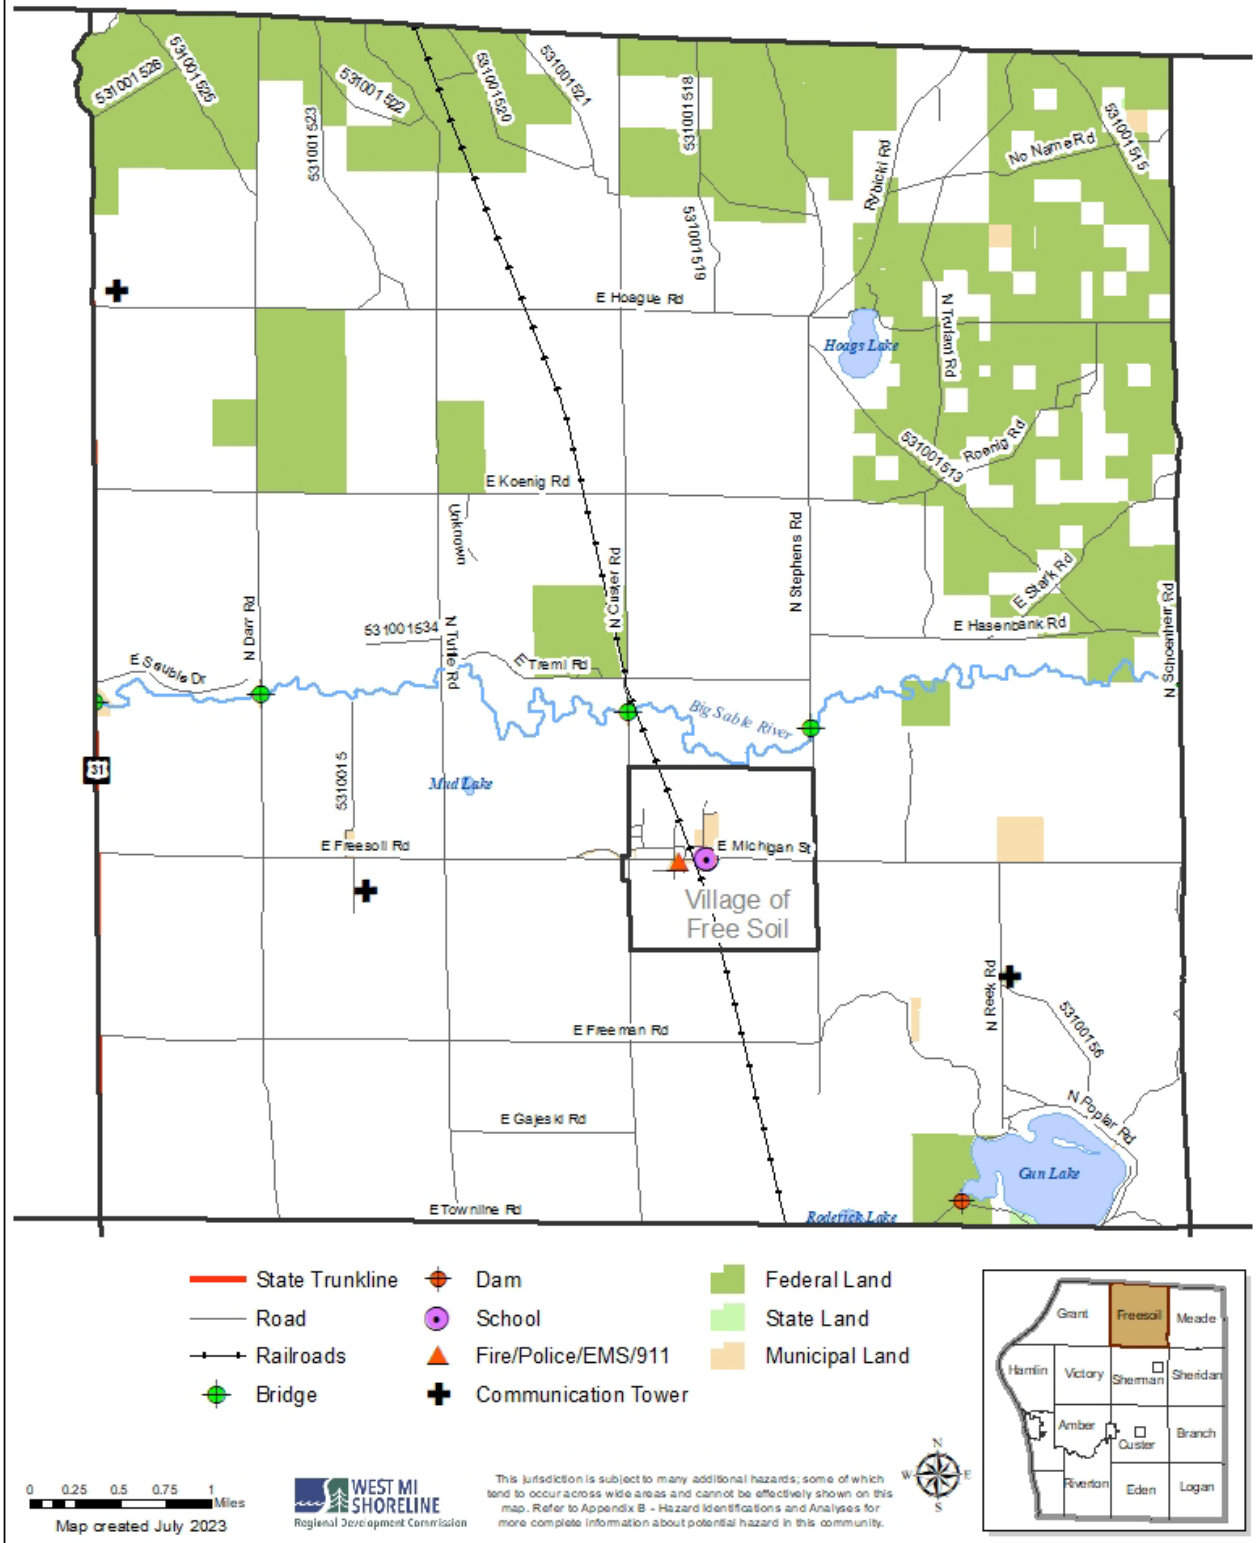 531001526
531001525
531001523
531001522
531001520
531001521
531001518
531001519
Rybicki Rd
No Name Rd
531001515
E Hoague Rd
Hoags Lake
N Trutant Rd
531001513
Roenig Rd
E Koenig Rd
Unknown
N Custer Rd
N Stephens Rd
E Stark Rd
E Hasenbank Rd
N Schoenherr Rd
N Darr Rd
531001534
N Tuttle Rd
E Treml Rd
E Sauble Dr
Big Sable River
31
5310015
Mud Lake
E Freesoil Rd
E Michigan St
Village of
Free Soil
N Reek Rd
53100156
E Freeman Rd
N Poplar Rd
E Gajeski Rd
Gun Lake
E Townline Rd
Roderick Lake
State Trunkline
Road
Railroads
Bridge
Dam
School
Fire/Police/EMS/911
Communication Tower
Federal Land
State Land
Municipal Land
Grant
Freesoil
Meade
Hamlin
Victory
Sherman
Sheridan
Amber
Custer
Branch
Riverton
Eden
Logan
0 0.25 0.5 0.75 1
Miles
Map created July 2023
WEST MI
SHORELINE
Regional Development Commission
This jurisdiction is subject to many additional hazards; some of which
tend to occur across wide areas and cannot be effectively shown on this
map. Refer to Appendix B - Hazard Identifications and Analyses for
more complete information about potential hazard in this community.
N
W
E
S